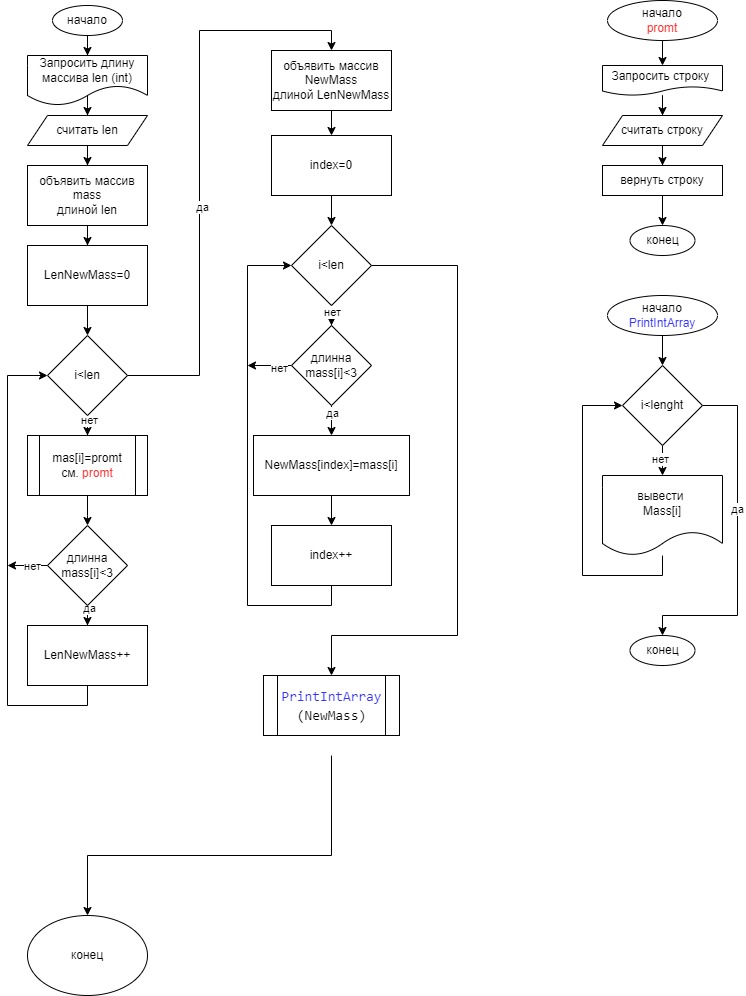 начало
Запросить длину
массива len (int)
считать len
объявить массив
mass
длиной len
LenNewMass=0
i<len
нет
mas[i]=promt
см. promt
длинна
mass[i]<3
нет
да
LenNewMass++
да
объявить массив
NewMass
длиной LenNewMass
index=0
i<len
нет
длинна
mass[i]<3
нет
да
NewMass[index]=mass[i]
index++
PrintIntArray
(NewMass)
конец
начало
promt
Запросить строку
считать строку
вернуть строку
конец
начало
PrintIntArray
i<lenght
нет
вывести
Mass[i]
да
конец